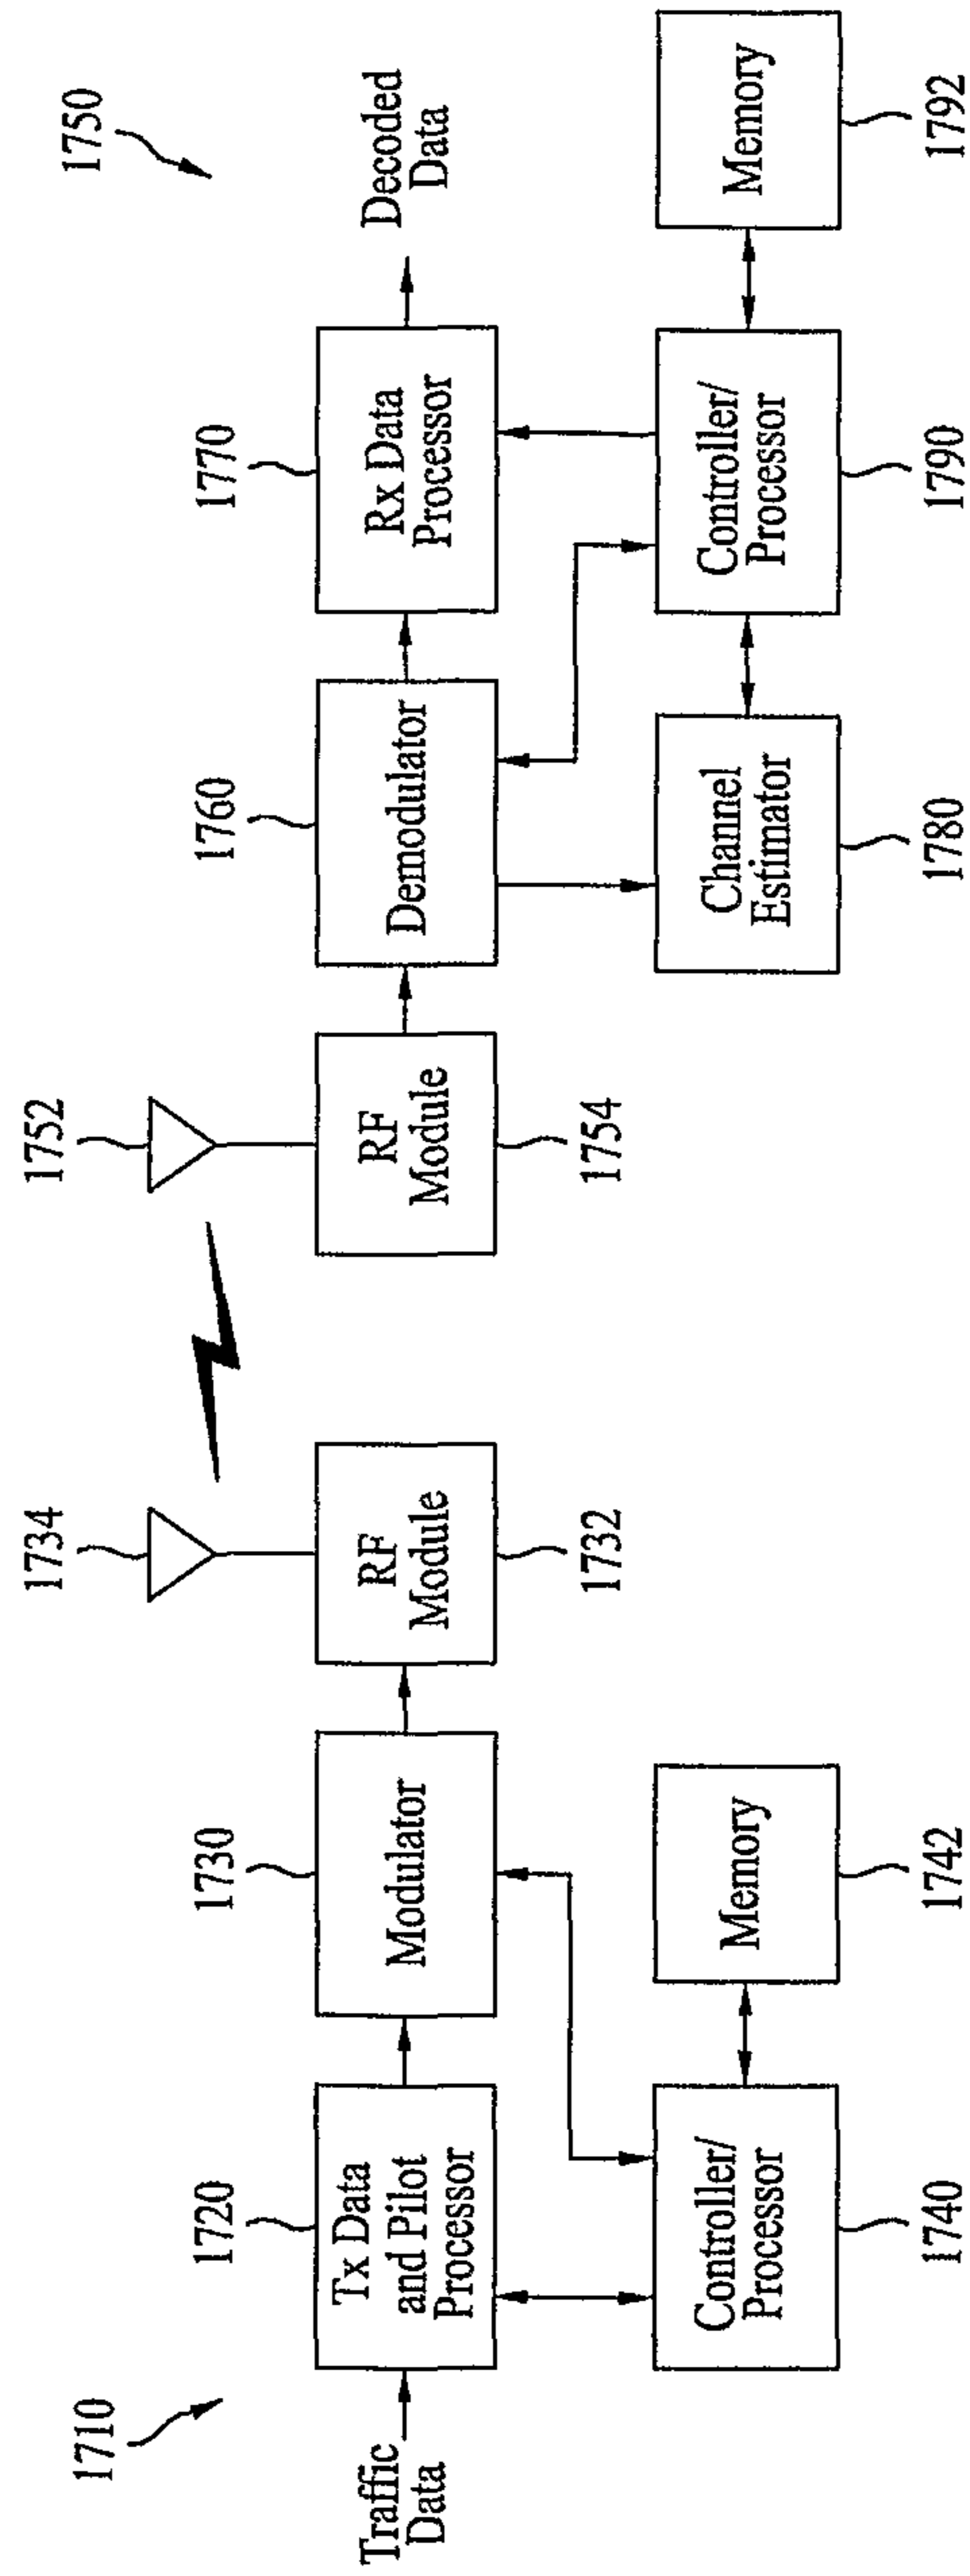 1710
Traffic
Data
1720
Tx Data
and Pilot
Processor
1730
Modulator
1734
RF
Module
1732
Controller/
Processor
1740
Memory
1742
1750
1752
RF
Module
1754
1760
Demodulator
1770
Rx Data
Processor
Decoded
Data
Channel
Estimator
1780
Controller/
Processor
1790
Memory
1792